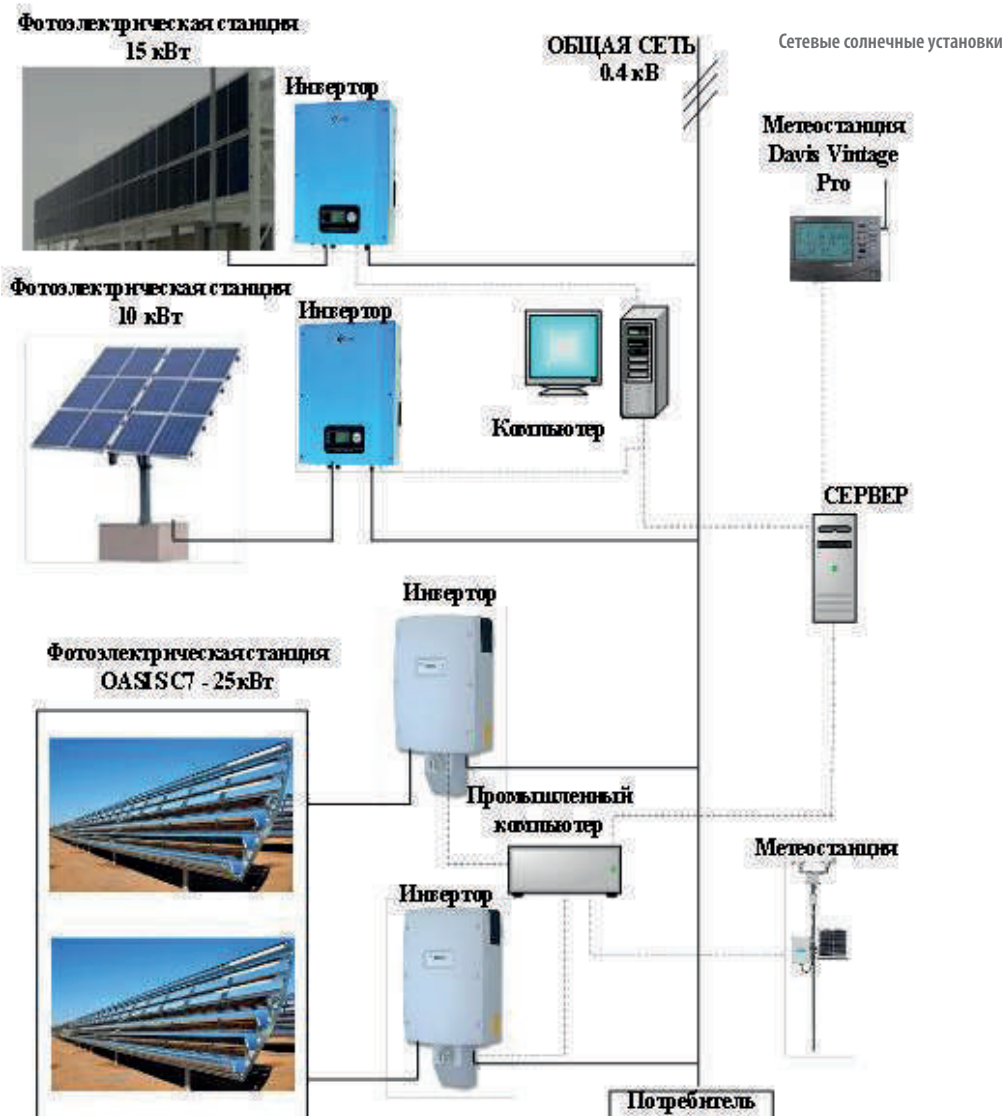 Фотоэлектрическая станция
15 кВт
ОБЩАЯ СЕТЬ
0.4 кВ
Сетевые солнечные установки
Инвертор
Метеостанция
Davis Vintage
Pro
Фотоэлектрическая станция
10 кВт
Инвертор
Компьютер
СЕРВЕР
Инвертор
Фотоэлектрическая станция
OASIS C7 - 25кВт
Промышленный
компьютер
Метеостанция
Инвертор
Потребитель